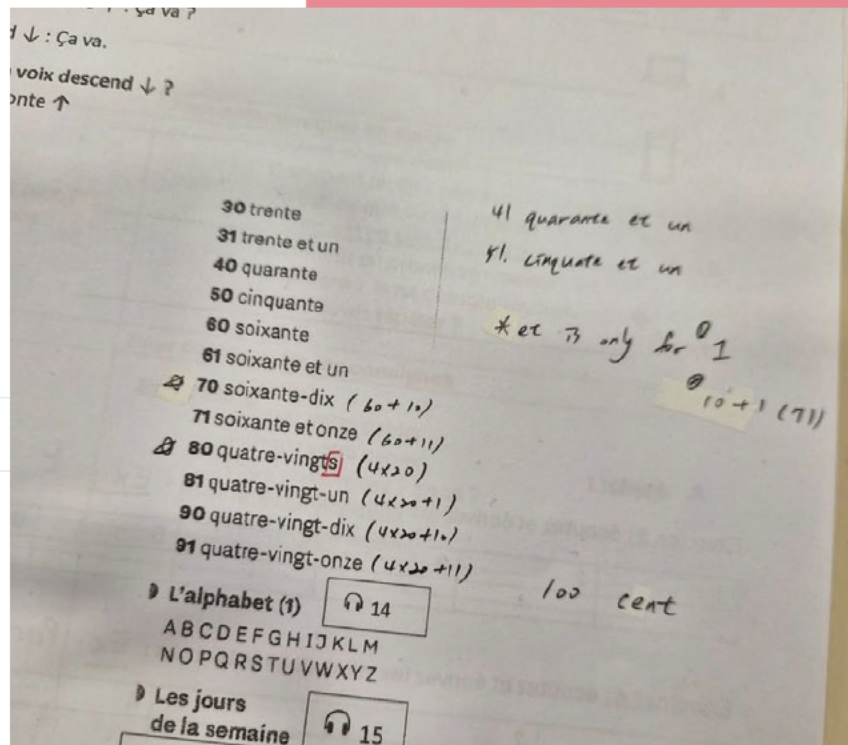 ça va ?
↓ : Ça va.
voix descend ↓ ?
onte ↑
30 trente
31 trente et un
40 quarante
50 cinquante
60 soixante
61 soixante et un
70 soixante-dix (60+10)
71 soixante et onze (60+11)
80 quatre-vingts (4x20)
81 quatre-vingt-un (4x20+1)
90 quatre-vingt-dix (4x20+10)
91 quatre-vingt-onze (4x20+11)
41 quarante et un
51. cinquate et un
* et is only for 1
10+1 (71)
100 cent
L'alphabet (1)
14
A B C D E F G H I J K L M
N O P Q R S T U V W X Y Z
Les jours
de la semaine
15